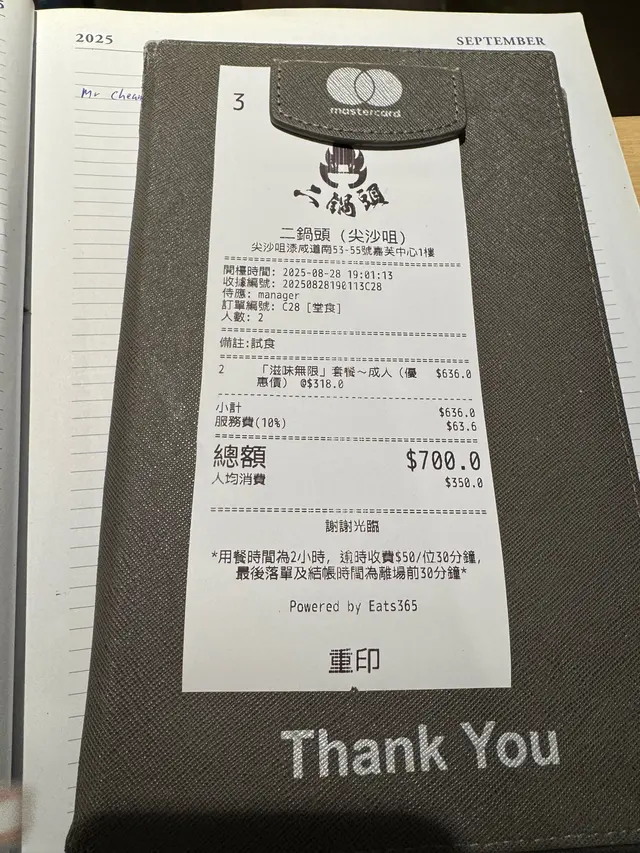 2025
SEPTEMBER
Mr
mastercard
3
二鍋頭
二鍋頭 (尖沙咀)
尖沙咀漆咸道南53-55號嘉芙中心1樓
開檯時間: 2025-08-28 19:01:13
收據編號: 20250828190113C28
侍應: manager
訂單編號: C28 [堂食]
人數: 2
備註:試食
2 「滋味無限」套餐～成人 (優 $636.0
惠價) @$318.0
小計 $636.0
服務費(10%) $63.6
總額 $700.0
人均消費 $350.0
謝謝光臨
*用餐時間為2小時, 逾時收費$50/位30分鐘,
最後落單及結帳時間為離場前30分鐘*
Powered by Eats365
重印
Thank You